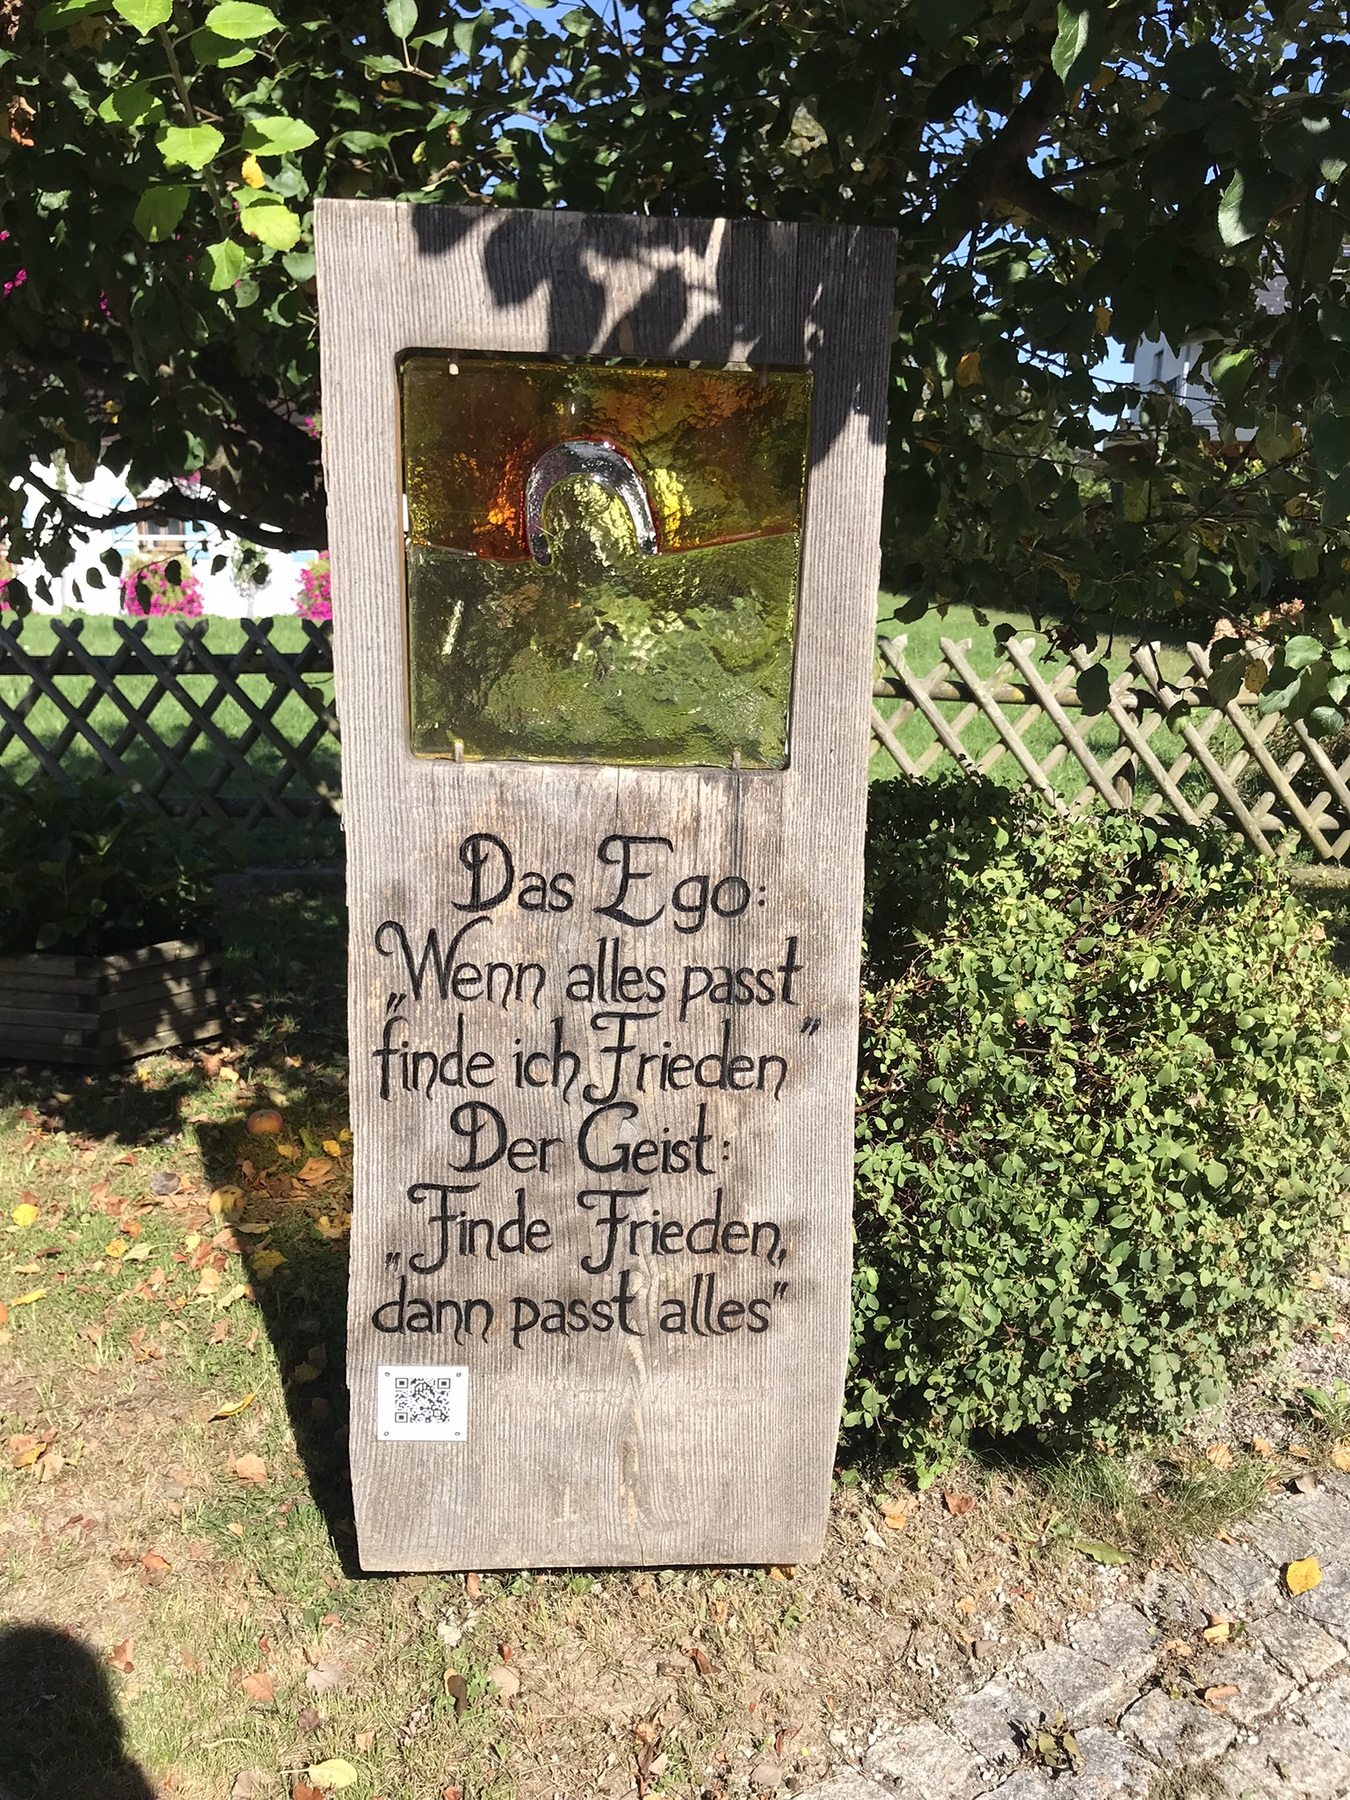 Das Ego:
„Wenn alles passt
finde ich Frieden"
Der Geist:
„Finde Frieden,
dann passt alles"